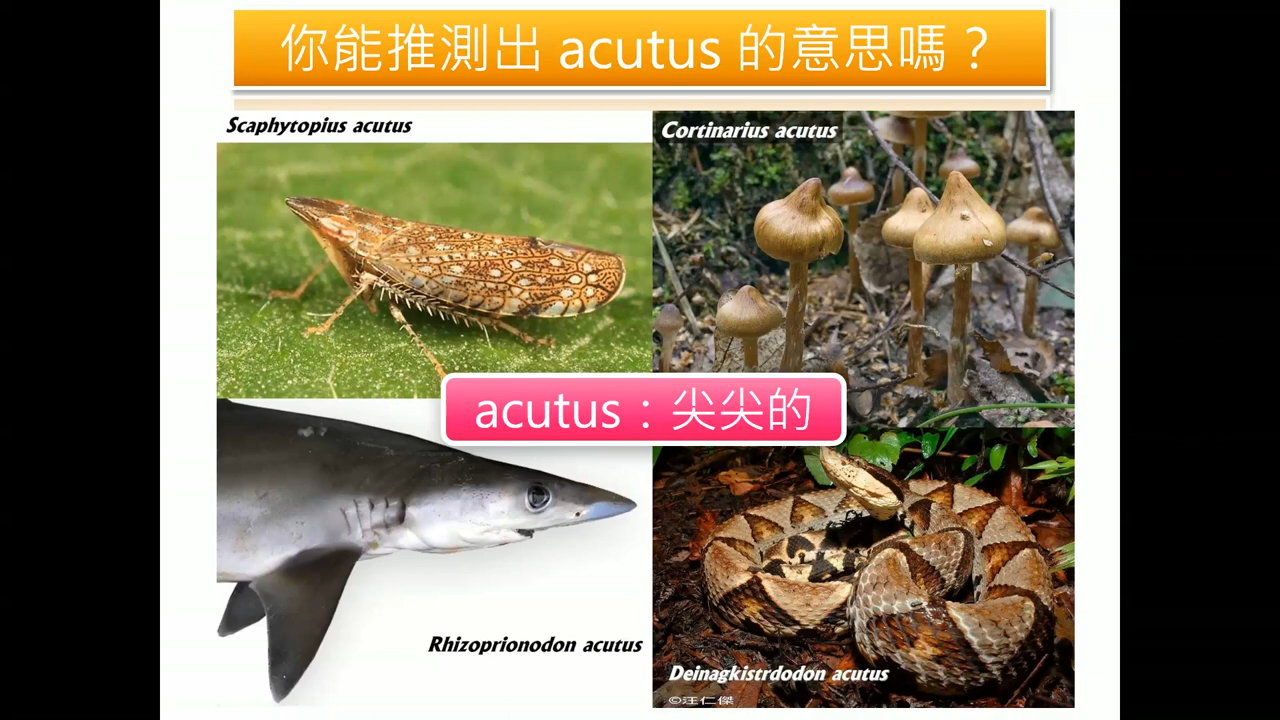 你能推測出 acutus 的意思嗎？
Scaphytopius acutus
Cortinarius acutus
acutus：尖尖的
Rhizoprionodon acutus
Deinagkistrdodon acutus
©汪仁傑